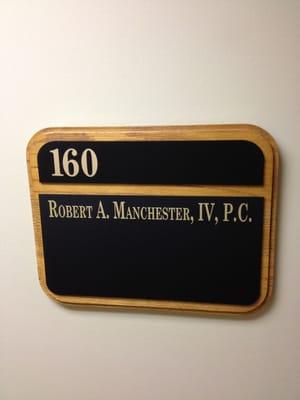 160
Robert A. Manchester, IV, P.C.